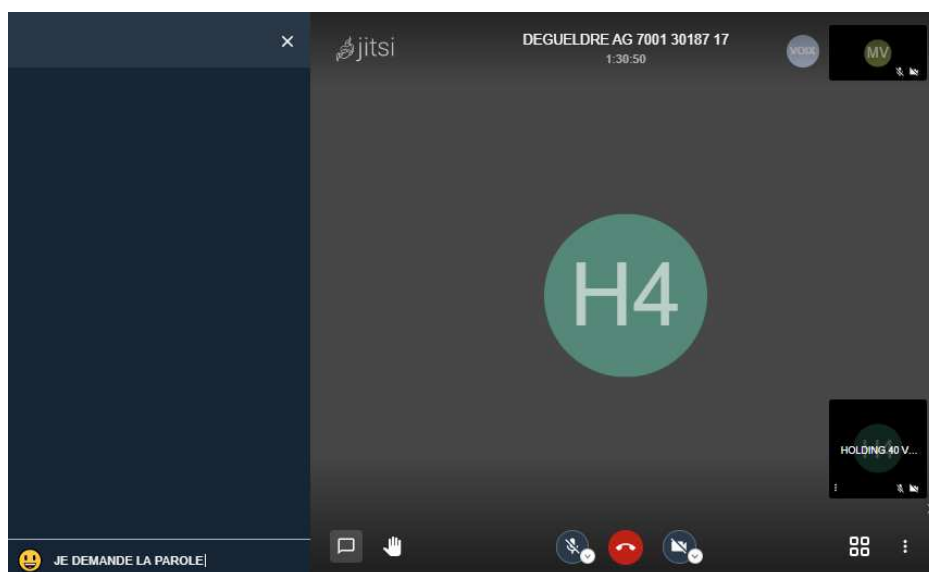 jitsi
DEGUELDRE AG 7001 30187 17
1:30:50
VOIX
MV
H4
HOLDING 40 V...
JE DEMANDE LA PAROLE